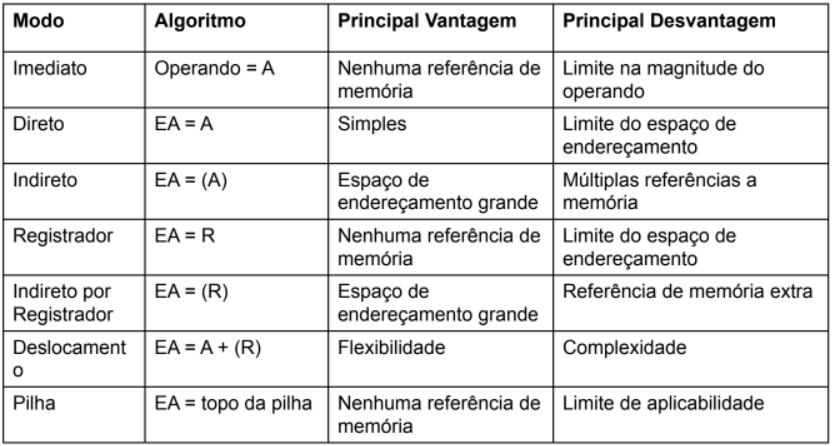 Modo Algoritmo Principal Vantagem Principal Desvantagem
Imediato Operando = A Nenhuma referência de Limite na magnitude do
memória operando
Direto EA = A Simples Limite do espaço de
endereçamento
Indireto EA = (A) Espaço de Múltiplas referências a
endereçamento grande memória
Registrador EA = R Nenhuma referência de Limite do espaço de
memória endereçamento
Indireto por EA = (R) Espaço de Referência de memória extra
Registrador endereçamento grande
Deslocament EA = A + (R) Flexibilidade Complexidade
o
Pilha EA = topo da pilha Nenhuma referência de Limite de aplicabilidade
memória